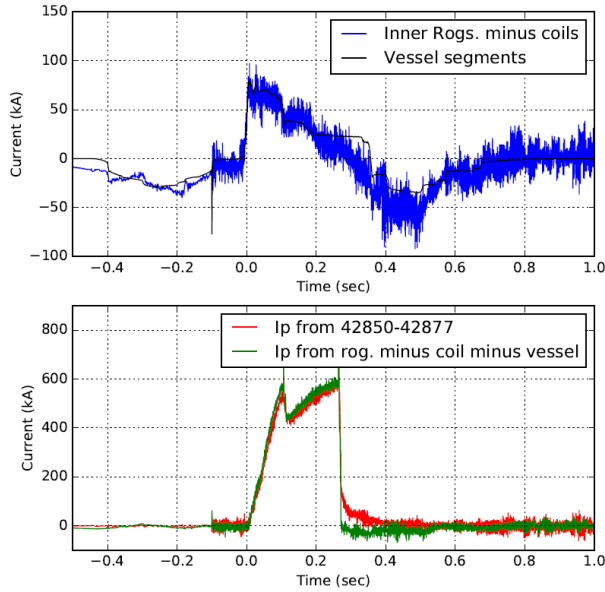 150
100
50
0
−50
−100
Current (kA)
Inner Rogs. minus coils
Vessel segments
−0.4 −0.2 0.0 0.2 0.4 0.6 0.8 1.0
Time (sec)
800
600
400
200
0
Current (kA)
Ip from 42850-42877
Ip from rog. minus coil minus vessel
−0.4 −0.2 0.0 0.2 0.4 0.6 0.8 1.0
Time (sec)